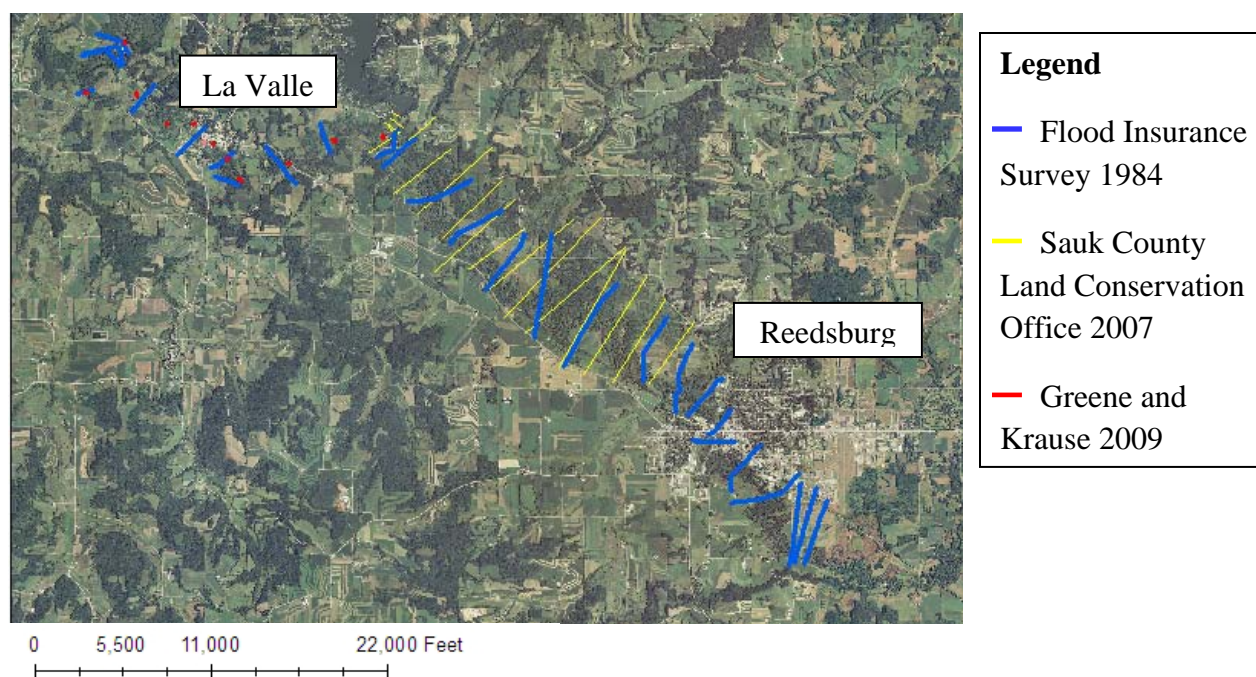 La Valle
Reedsburg
Legend
Flood Insurance
Survey 1984
Sauk County
Land Conservation
Office 2007
Greene and
Krause 2009
0 5,500 11,000 22,000 Feet